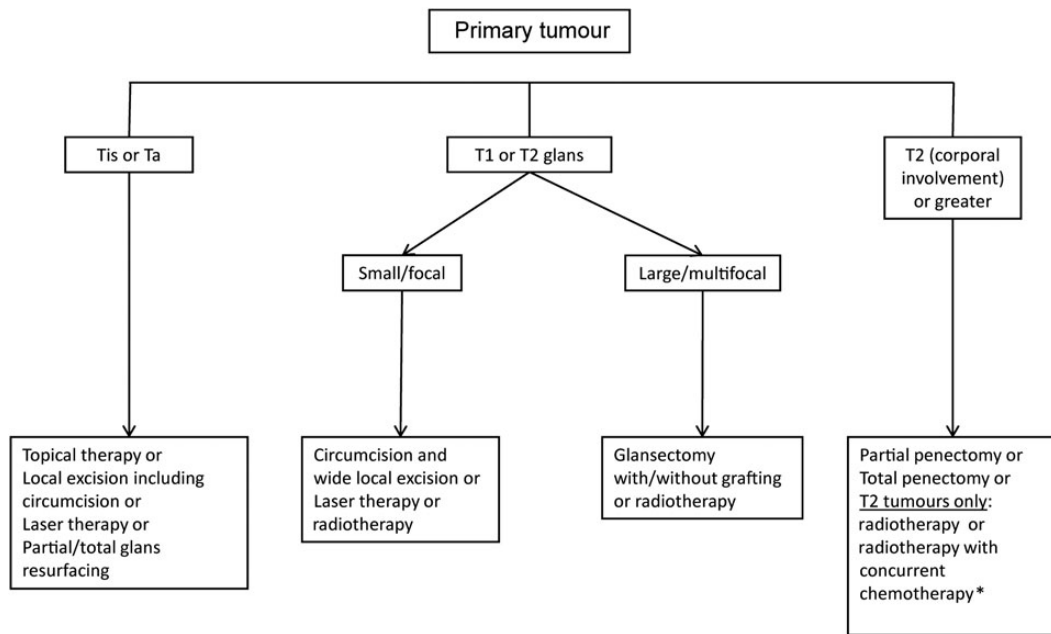 Primary tumour
Tis or Ta
T1 or T2 glans
T2 (corporal
involvement)
or greater
Small/focal
Large/multifocal
Topical therapy or
Local excision including
circumcision or
Laser therapy or
Partial/total glans
resurfacing
Circumcision and
wide local excision or
Laser therapy or
radiotherapy
Glansectomy
with/without grafting
or radiotherapy
Partial penectomy or
Total penectomy or
T2 tumours only:
radiotherapy or
radiotherapy with
concurrent
chemotherapy*